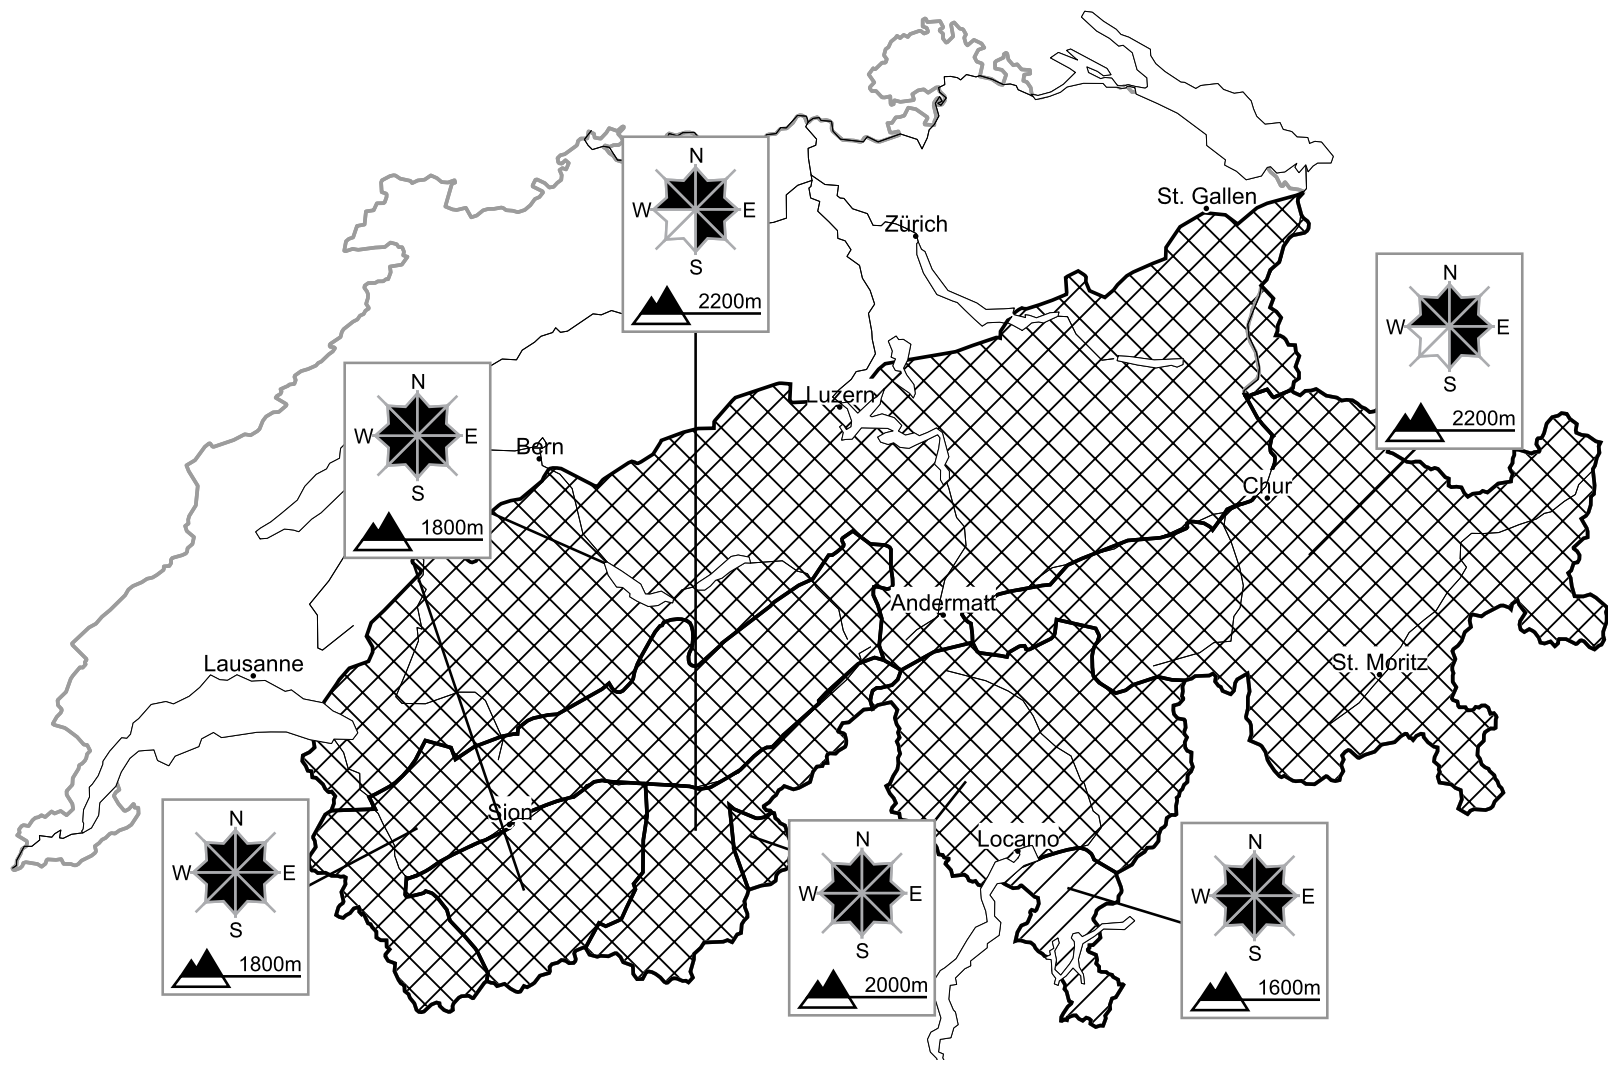 N
W E
S
2200m
St. Gallen
Zürich
N
W E
S
2200m
N
W E
S
1800m
Luzern
Bern
Chur
Andermatt
Lausanne
St. Moritz
N
W E
S
1800m
Sion
N
W E
S
2000m
Locarno
N
W E
S
1600m